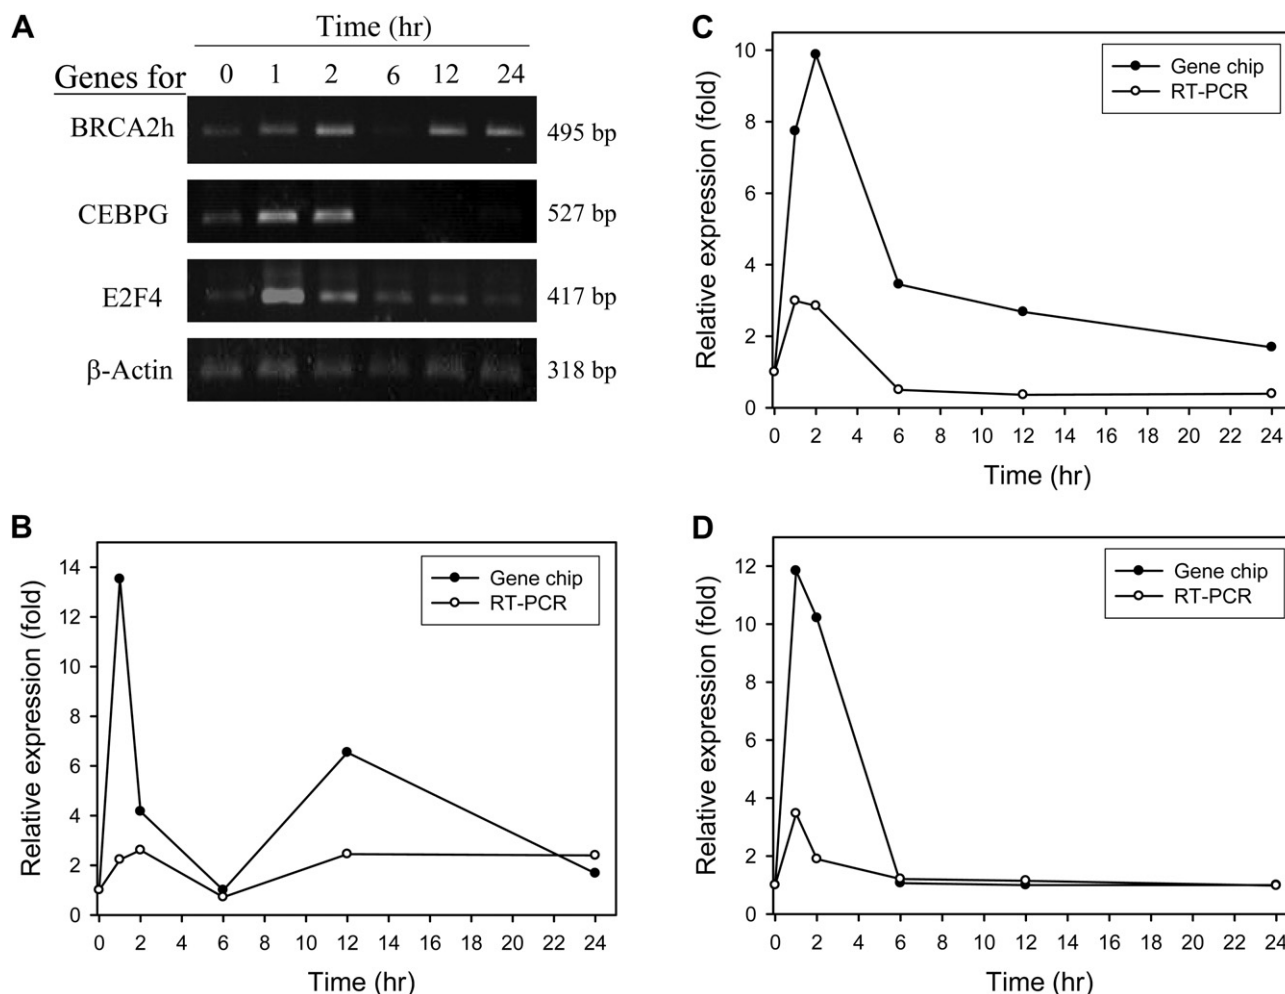 A
Time (hr)
Genes for 0 1 2 6 12 24
BRCA2h 495 bp
CEBPG 527 bp
E2F4 417 bp
β-Actin 318 bp
B
Relative expression (fold)
14
12
10
8
6
4
2
0
Gene chip
RT-PCR
0 2 4 6 8 10 12 14 16 18 20 22 24
Time (hr)
C
Relative expression (fold)
10
8
6
4
2
0
Gene chip
RT-PCR
0 2 4 6 8 10 12 14 16 18 20 22 24
Time (hr)
D
Relative expression (fold)
12
10
8
6
4
2
0
Gene chip
RT-PCR
0 2 4 6 8 10 12 14 16 18 20 22 24
Time (hr)